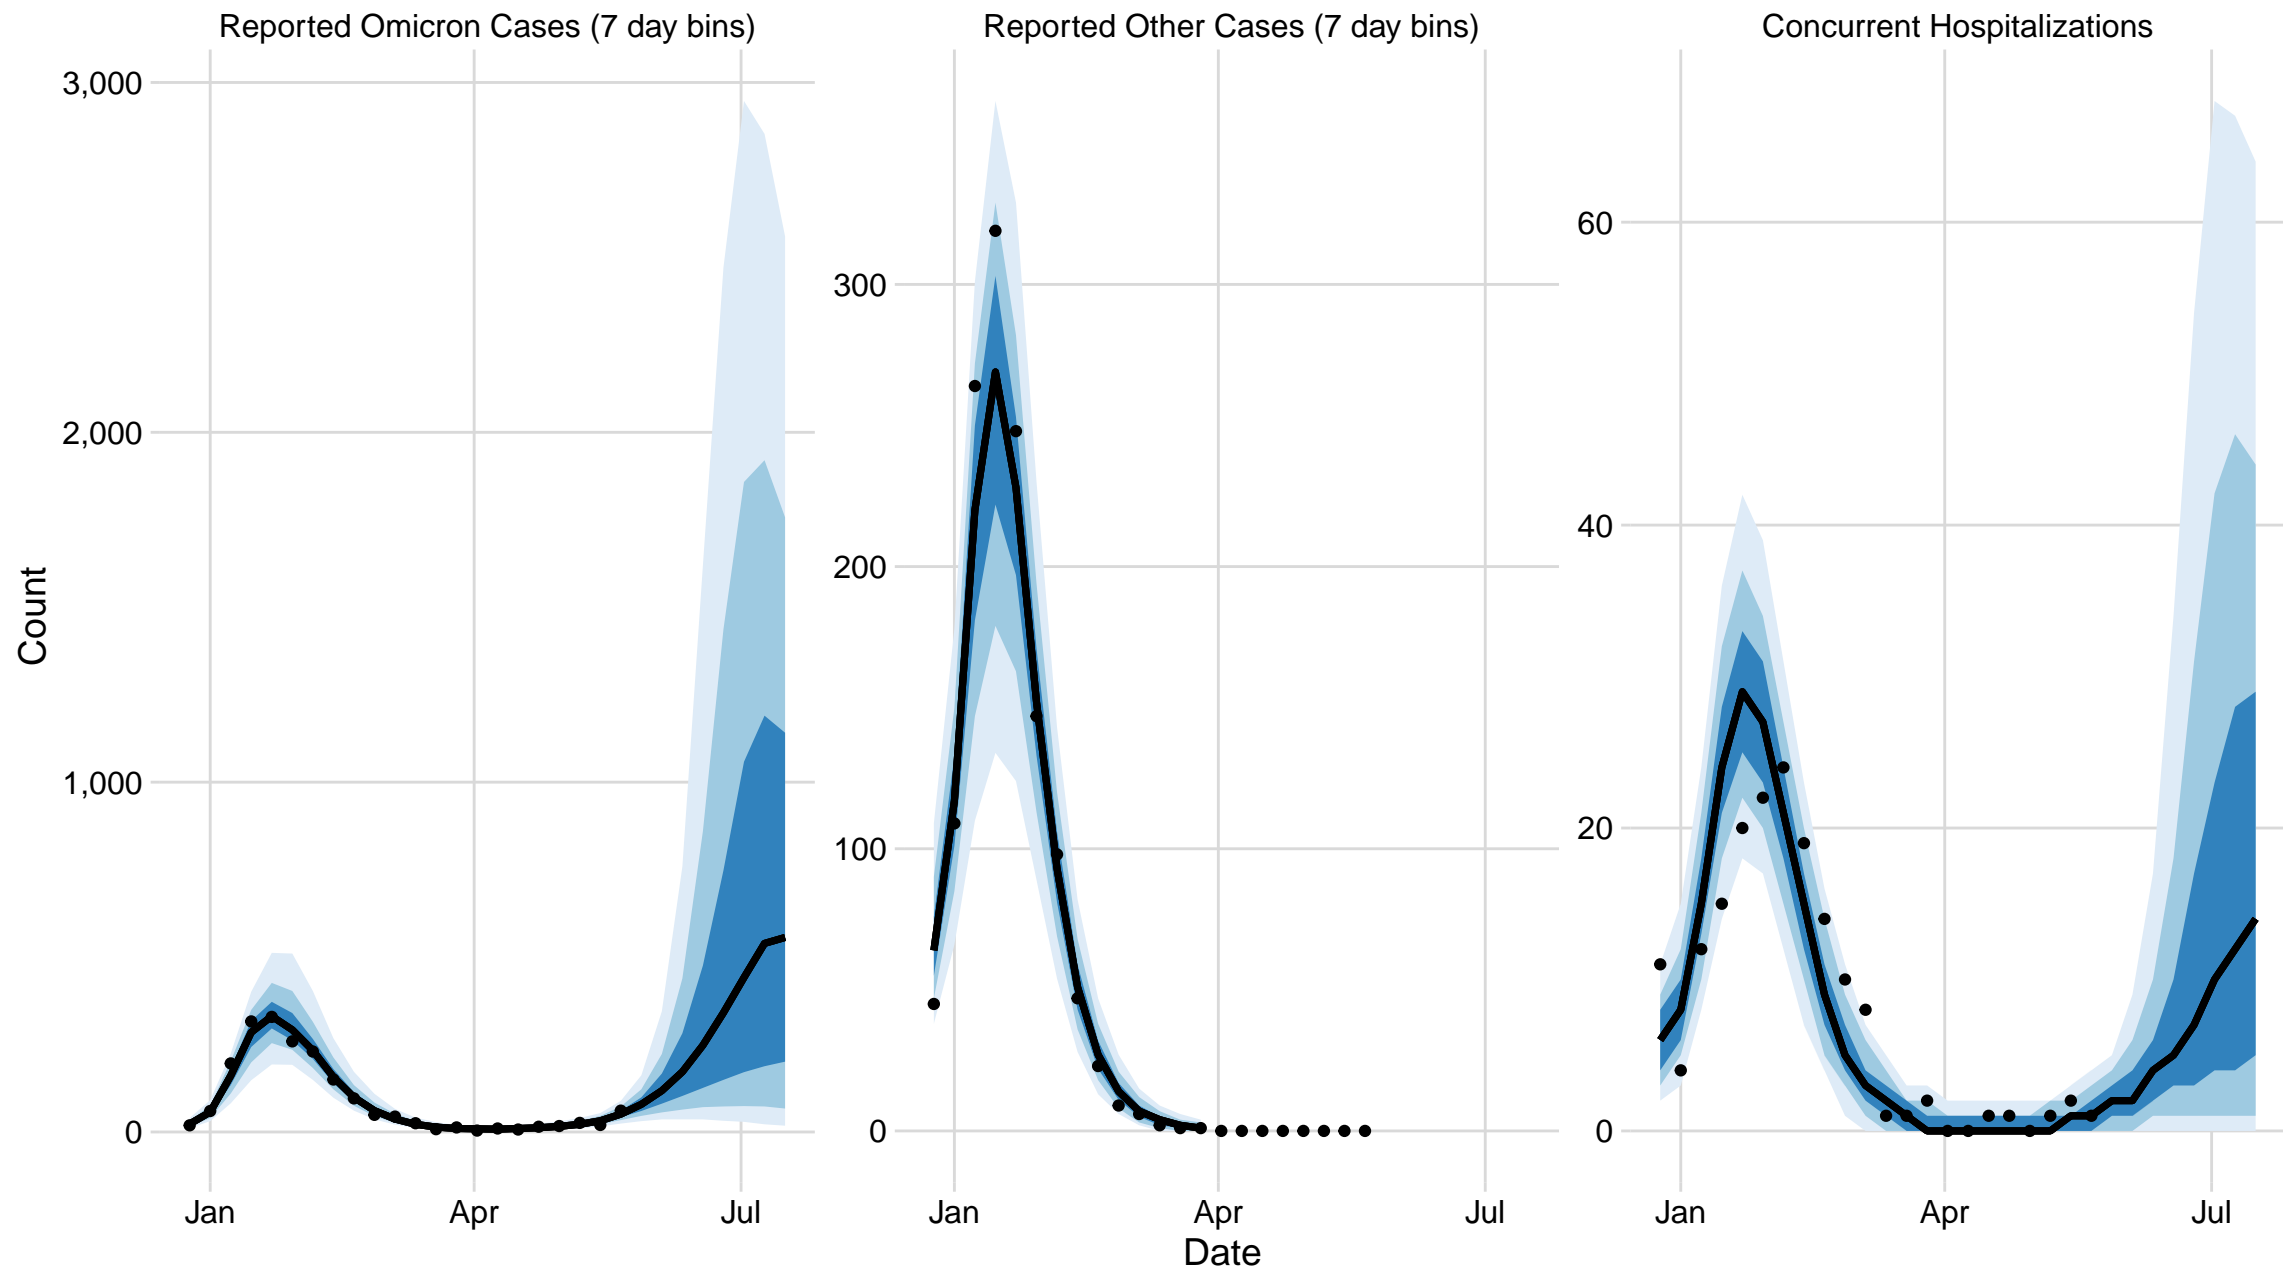 Reported Omicron Cases (7 day bins)
Reported Other Cases (7 day bins)
Concurrent Hospitalizations
Count
3,000
2,000
1,000
0
Jan
Apr
Jul
300
200
100
0
Jan
Apr
Jul
60
40
20
0
Jan
Apr
Jul
Date